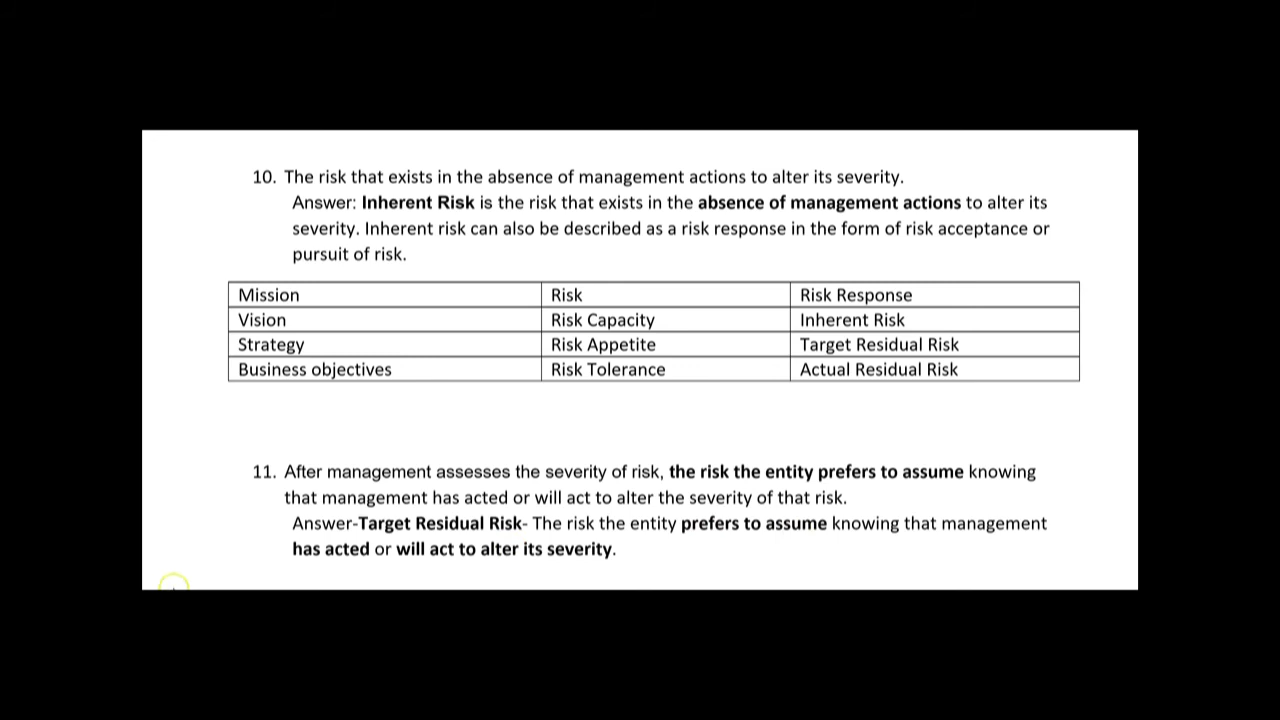 10. The risk that exists in the absence of management actions to alter its severity.
Answer: Inherent Risk is the risk that exists in the absence of management actions to alter its
severity. Inherent risk can also be described as a risk response in the form of risk acceptance or
pursuit of risk.
Mission Risk Risk Response
Vision Risk Capacity Inherent Risk
Strategy Risk Appetite Target Residual Risk
Business objectives Risk Tolerance Actual Residual Risk
11. After management assesses the severity of risk, the risk the entity prefers to assume knowing
that management has acted or will act to alter the severity of that risk.
Answer-Target Residual Risk- The risk the entity prefers to assume knowing that management
has acted or will act to alter its severity.